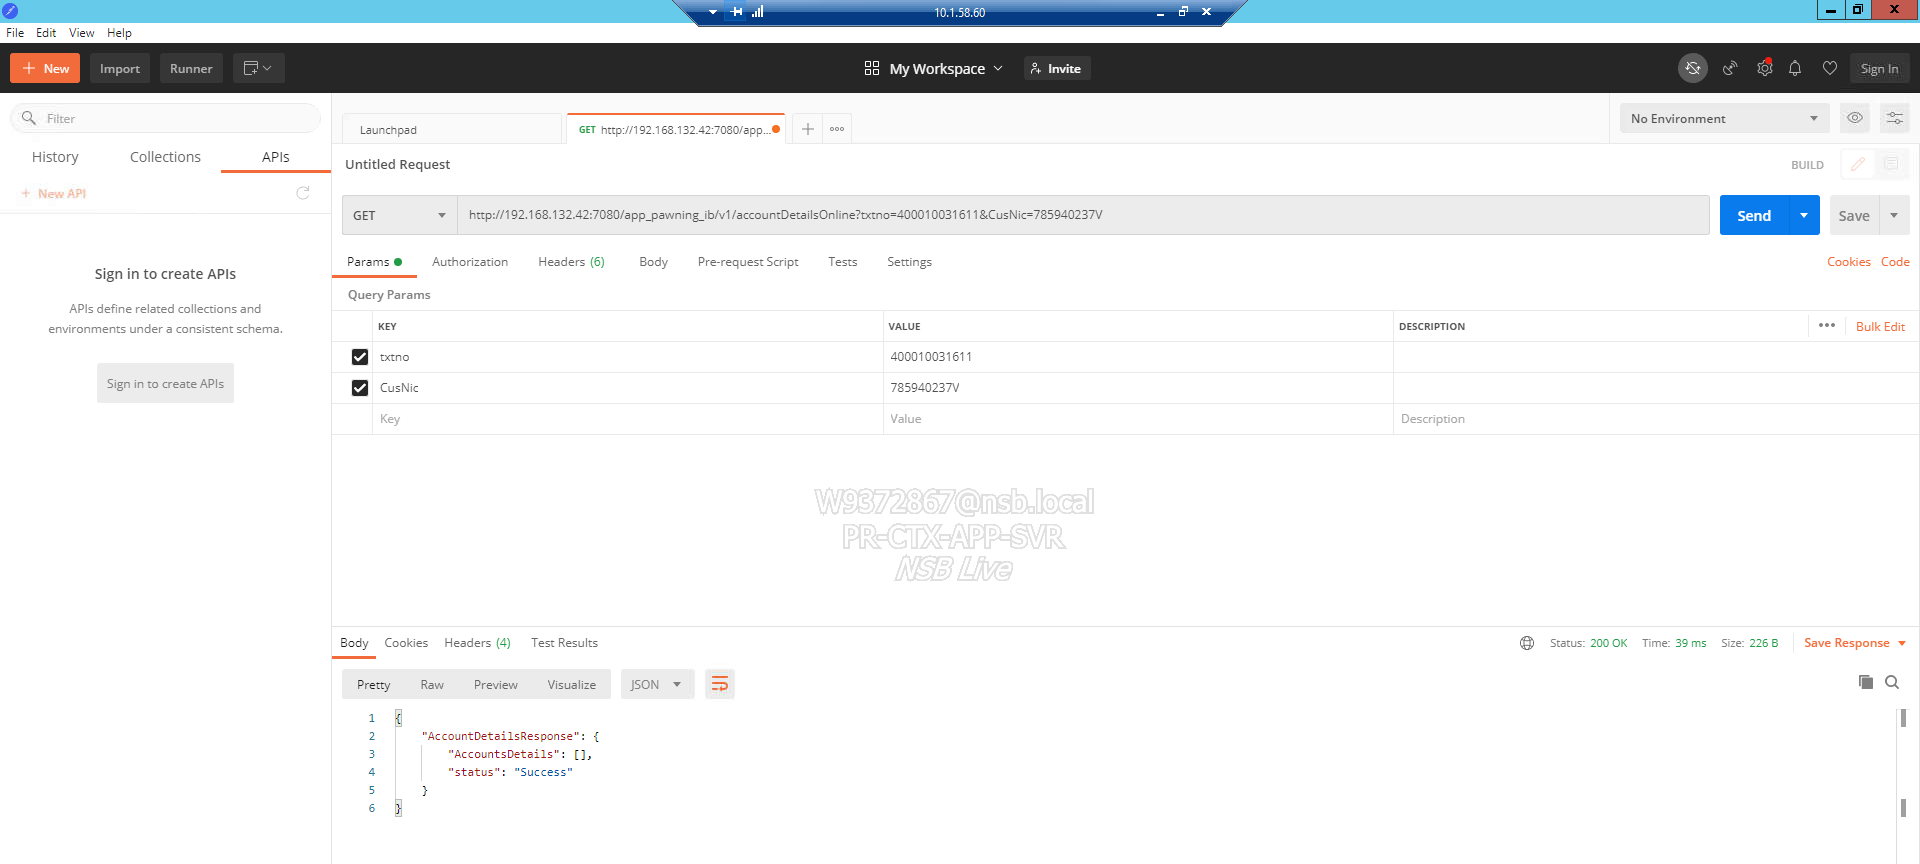 10.1.58.60
File Edit View Help
New Import Runner My Workspace Invite Sign In
Filter
Launchpad GET http://192.168.132.42:7080/app... No Environment
History Collections APIs
Untitled Request BUILD
+ New API
GET http://192.168.132.42:7080/app_pawning_ib/v1/accountDetailsOnline?txtno=400010031611&CusNic=785940237V Send Save
Params Authorization Headers (6) Body Pre-request Script Tests Settings Cookies Code
Sign in to create APIs
Query Params
APIs define related collections and
environments under a consistent schema.
KEY VALUE DESCRIPTION Bulk Edit
txtno 400010031611
Sign in to create APIs
CusNic 785940237V
Key Value Description
W9372867@nsb.local
PR-CTX-APP-SVR
NSB Live
Body Cookies Headers (4) Test Results Status: 200 OK Time: 39 ms Size: 226 B Save Response
Pretty Raw Preview Visualize JSON
1 {
2 "AccountDetailsResponse": {
3 "AccountsDetails": [],
4 "status": "Success"
5 }
6 }